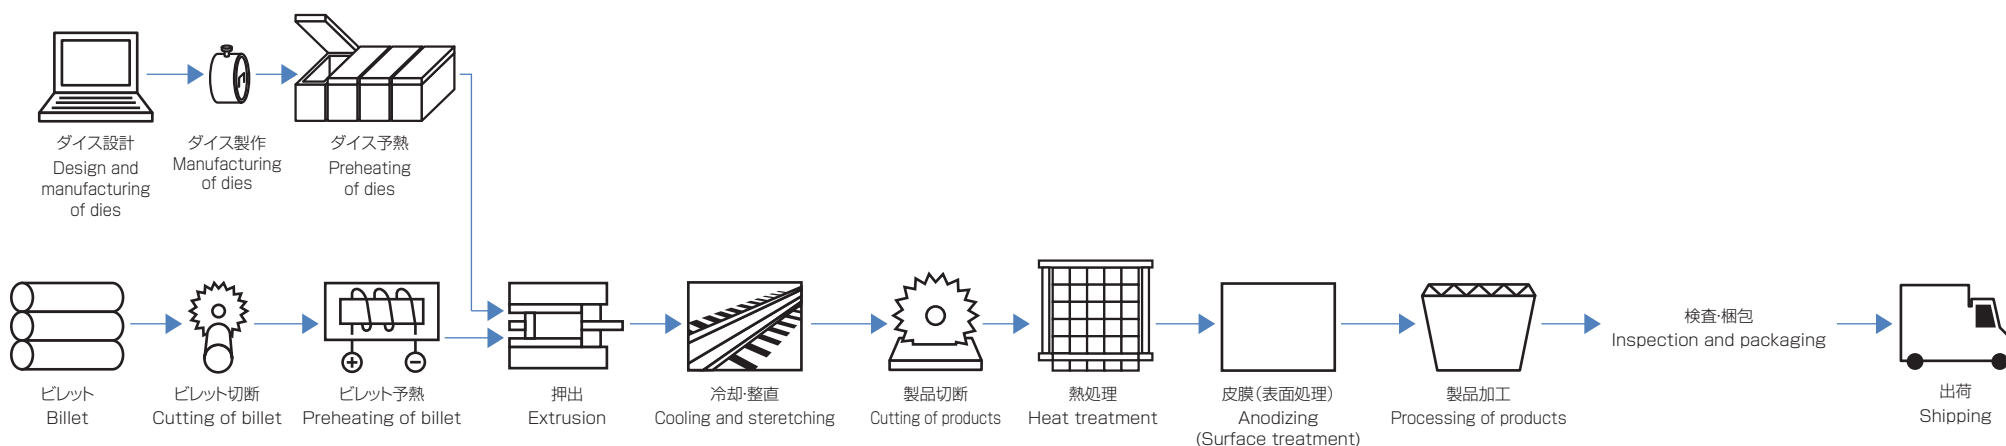 ダイス設計
Design and
manufacturing
of dies
ダイス製作
Manufacturing
of dies
ダイス予熱
Preheating
of dies
ビレット
Billet
ビレット切断
Cutting of billet
ビレット予熱
Preheating of billet
押出
Extrusion
冷却·整直
Cooling and steretching
製品切断
Cutting of products
熱処理
Heat treatment
皮膜(表面処理)
Anodizing
(Surface treatment)
製品加工
Processing of products
検査·梱包
Inspection and packaging
出荷
Shipping